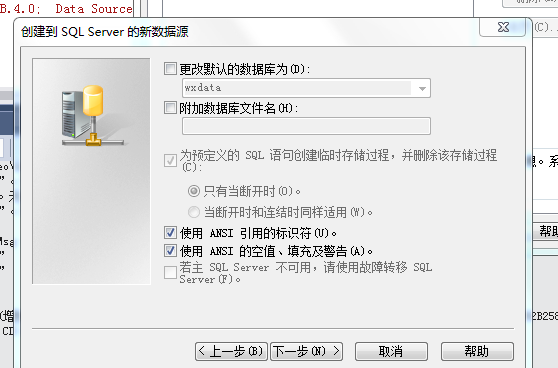 B.4.0; Data Source
创建到 SQL Server 的新数据源
更改默认的数据库为(D):
wxdata
附加数据库文件名(H):
为预定义的 SQL 语句创建临时存储过程，并删除该存储过程
(C):
只有当断开时(O)。
当断开时和连结时同样适用(W)。
使用 ANSI 引用的标识符(U)。
使用 ANSI 的空值、填充及警告(A)。
若主 SQL Server 不可用，请使用故障转移 SQL
Server(F)。
< 上一步(B)
下一步(N) >
取消
帮助
帮助
2B258